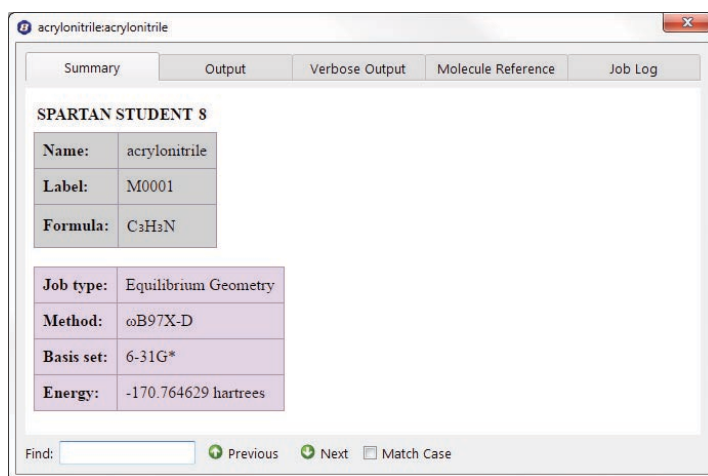 acrylonitrile:acrylonitrile
Summary Output Verbose Output Molecule Reference Job Log
SPARTAN STUDENT 8
Name: acrylonitrile
Label: M0001
Formula: C₃H₃N
Job type: Equilibrium Geometry
Method: ωB97X-D
Basis set: 6-31G*
Energy: -170.764629 hartrees
Find: Previous Next Match Case